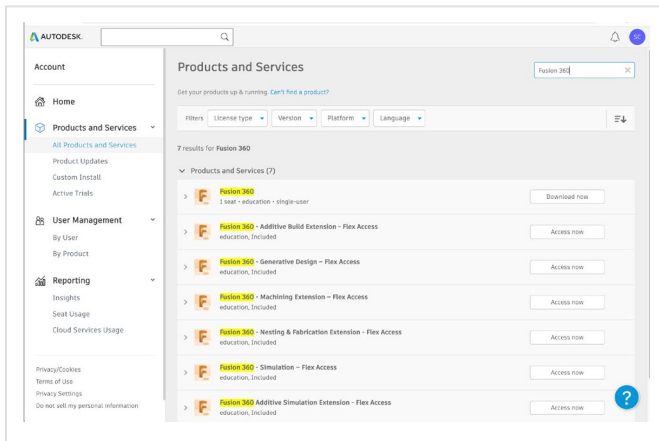 AUTODESK.
SC
Account
Home
Products and Services
All Products and Services
Product Updates
Custom Install
Active Trials
User Management
By User
By Product
Reporting
Insights
Seat Usage
Cloud Services Usage
Privacy/Cookies
Terms of Use
Privacy Settings
Do not sell my personal information
Products and Services
Fusion 360
Get your products up & running. Can't find a product?
Filters License type Version Platform Language
7 results for Fusion 360
Products and Services (7)
Fusion 360
1 seat · education · single-user
Download now
Fusion 360 - Additive Build Extension - Flex Access
education, Included
Access now
Fusion 360 - Generative Design – Flex Access
education, Included
Access now
Fusion 360 - Machining Extension – Flex Access
education, Included
Access now
Fusion 360 - Nesting & Fabrication Extension - Flex Access
education, Included
Access now
Fusion 360 - Simulation – Flex Access
education, Included
Access now
Fusion 360 Additive Simulation Extension - Flex Access
education, Included
Access now
?